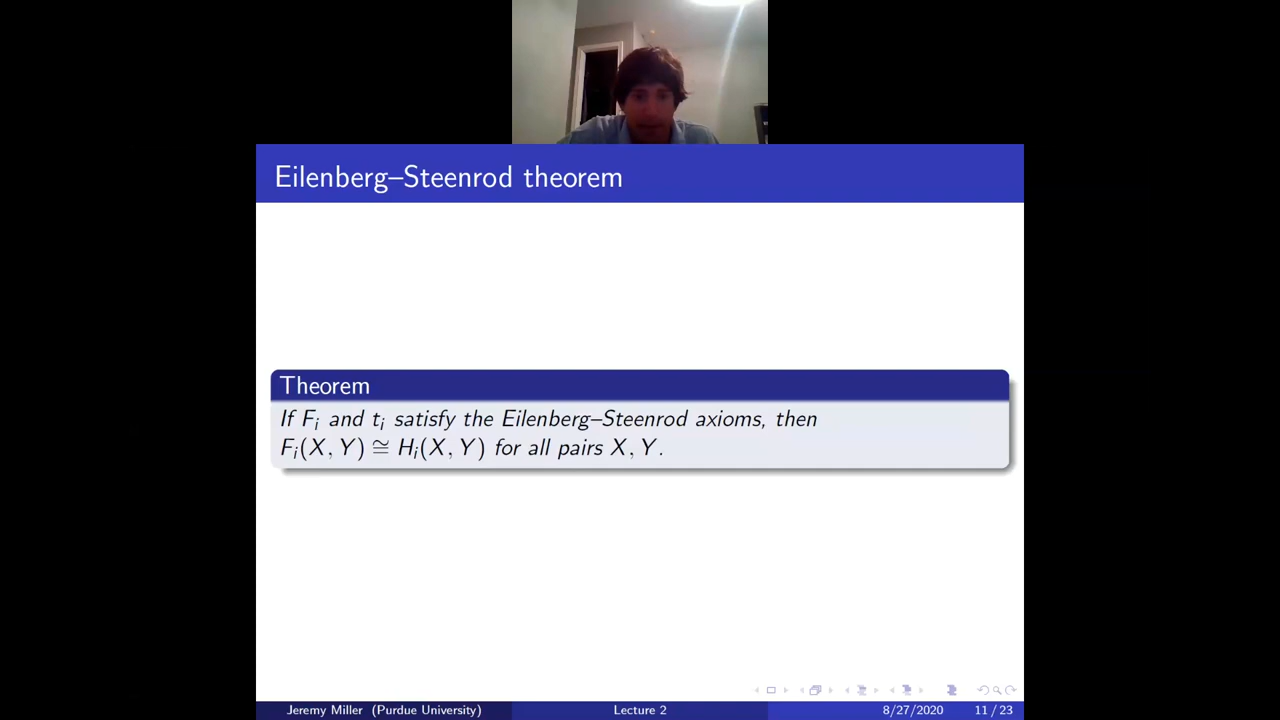 Eilenberg–Steenrod theorem
Theorem
If Fᵢ and tᵢ satisfy the Eilenberg–Steenrod axioms, then
Fᵢ(X, Y) ≅ Hᵢ(X, Y) for all pairs X, Y.
Jeremy Miller (Purdue University) Lecture 2 8/27/2020 11 / 23